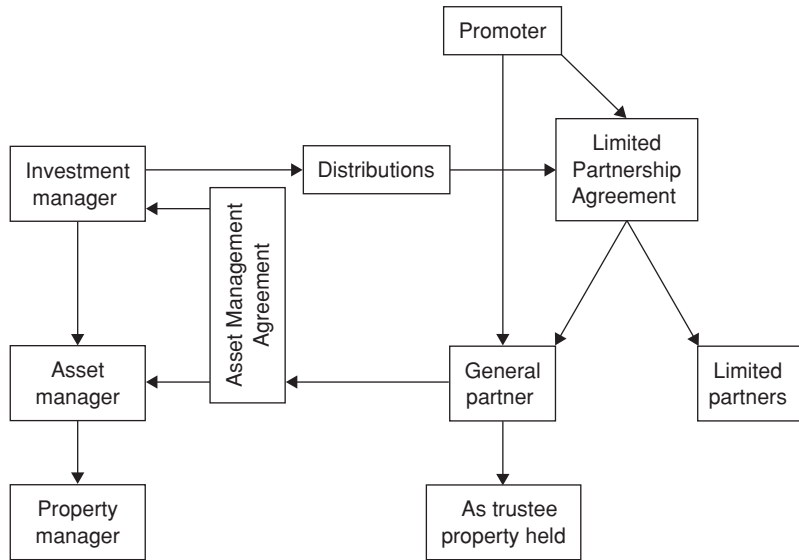 Promoter
Limited
Partnership
Agreement
Investment
manager
Distributions
Asset Management
Agreement
Asset
manager
General
partner
Limited
partners
Property
manager
As trustee
property held